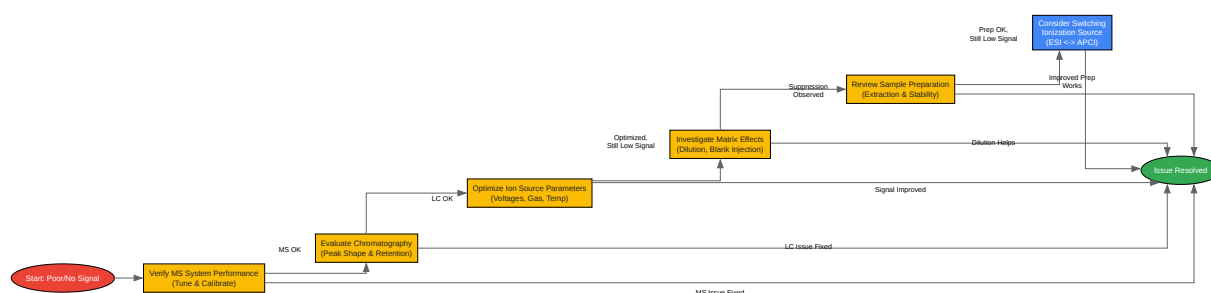 Consider Switching
Ionization Source
(ESI <-> APCI)
Prep OK,
Still Low Signal
Improved Prep
Works
Review Sample Preparation
(Extraction & Stability)
Suppression
Observed
Investigate Matrix Effects
(Dilution, Blank Injection)
Optimized,
Still Low Signal
Dilution Helps
Issue Resolved
Optimize Ion Source Parameters
(Voltages, Gas, Temp)
Signal Improved
LC OK
Evaluate Chromatography
(Peak Shape & Retention)
MS OK
LC Issue Fixed
Start: Poor/No Signal
Verify MS System Performance
(Tune & Calibrate)
MS Issue Fixed